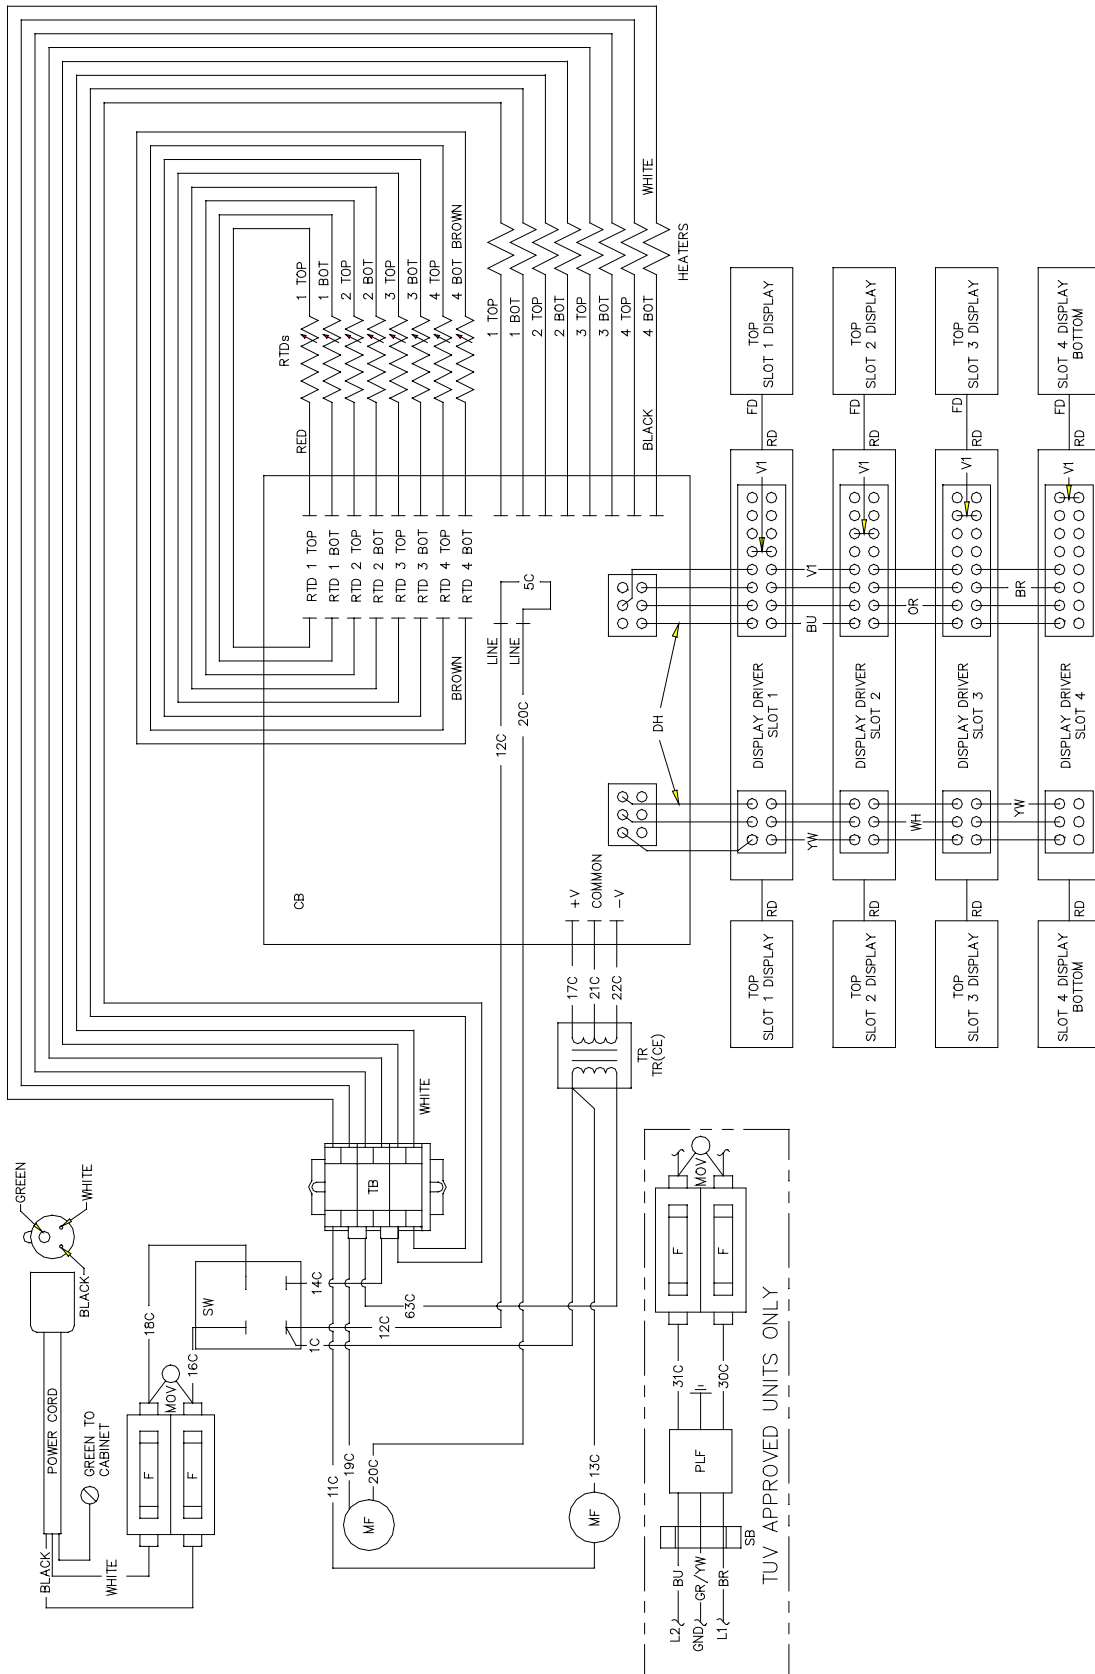 GREEN
WHITE
BLACK
POWER CORD
GREEN TO
CABINET
BLACK
WHITE
F
F
MOV
18C
16C
SW
14C
1C
12C
63C
TB
WHITE
11C
19C
20C
MF
13C
MF
RTDs
RED
1 TOP
1 BOT
2 TOP
2 BOT
3 TOP
3 BOT
4 TOP
4 BOT BROWN
RTD 1 TOP
RTD 1 BOT
RTD 2 TOP
RTD 2 BOT
RTD 3 TOP
RTD 3 BOT
RTD 4 TOP
RTD 4 BOT
BROWN
WHITE
HEATERS
1 TOP
1 BOT
2 TOP
2 BOT
3 TOP
3 BOT
4 TOP
4 BOT
BLACK
LINE
LINE
5C
12C
20C
CB
+V
COMMON
-V
17C
21C
22C
TR
TR(CE)
DH
TOP
SLOT 1 DISPLAY
FD
RD
V1
DISPLAY DRIVER
SLOT 1
RD
TOP
SLOT 1 DISPLAY
V1
BU
YW
TOP
SLOT 2 DISPLAY
FD
RD
V1
DISPLAY DRIVER
SLOT 2
RD
TOP
SLOT 2 DISPLAY
OR
WH
TOP
SLOT 3 DISPLAY
FD
RD
V1
DISPLAY DRIVER
SLOT 3
RD
TOP
SLOT 3 DISPLAY
BR
YW
SLOT 4 DISPLAY
BOTTOM
FD
RD
V1
DISPLAY DRIVER
SLOT 4
RD
SLOT 4 DISPLAY
BOTTOM
MOV
F
F
31C
30C
PLF
SB
BU
GR/YW
BR
L2
GND
L1
TUV APPROVED UNITS ONLY